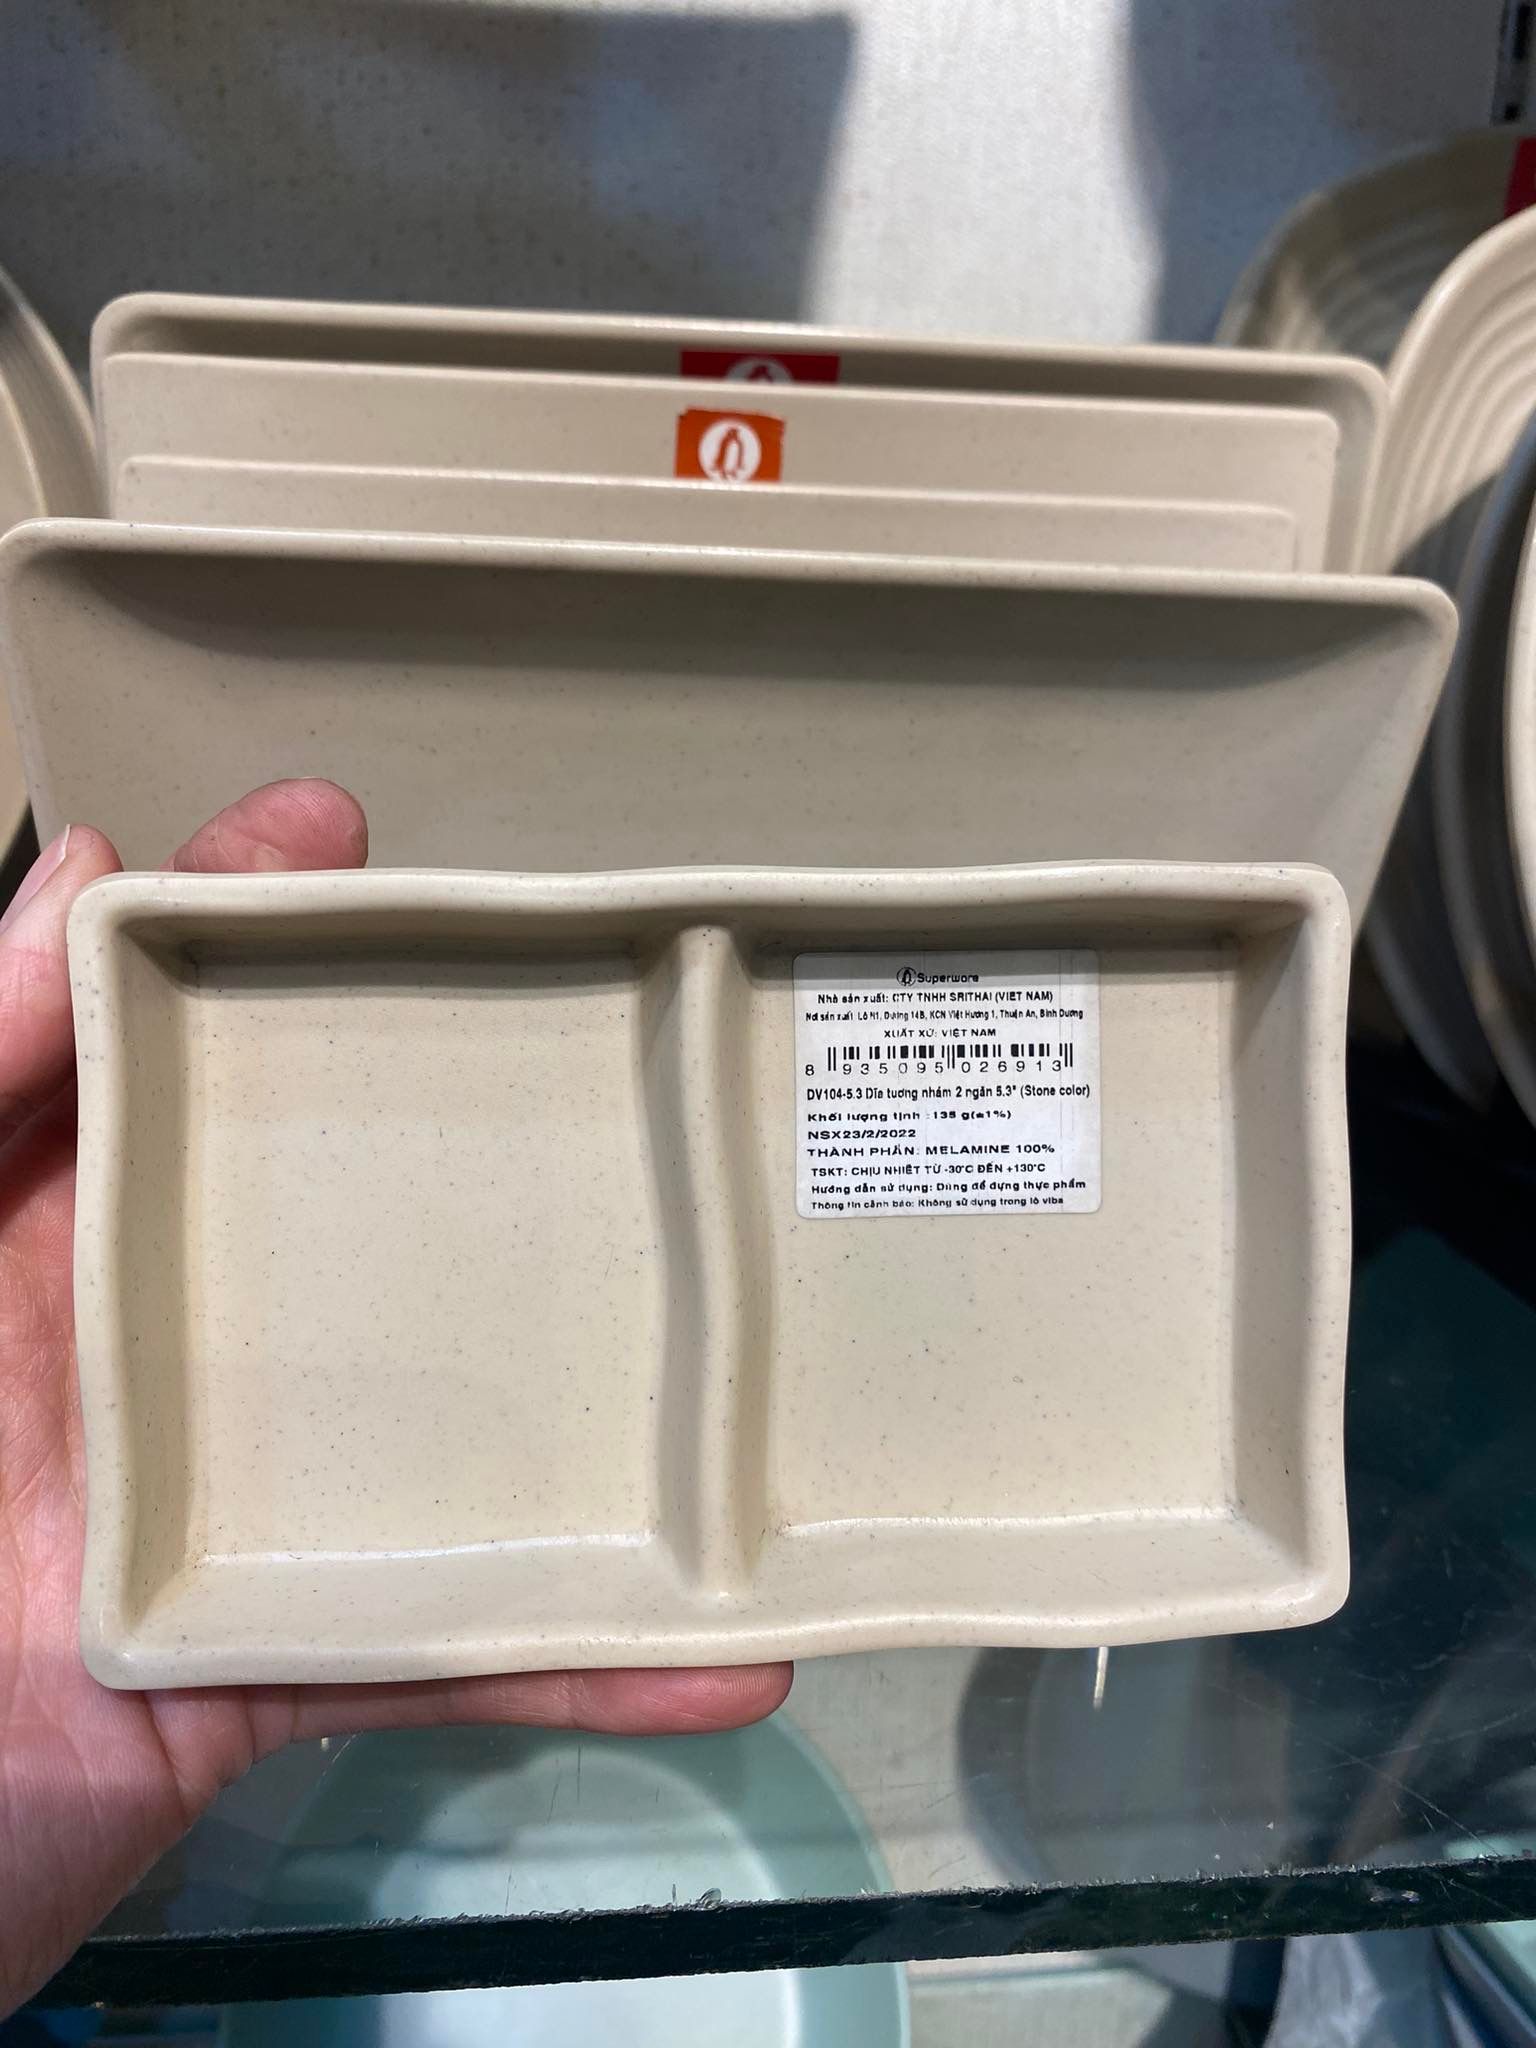 Superware
Nhà sản xuất: CTY TNHH SRITHAI (VIET NAM)
Nơi sản xuất: Lô N1, Đường 14B, KCN Việt Hương 1, Thuận An, Bình Dương
XUẤT XỨ: VIỆT NAM
8 935095 026913
DV104-5.3 Dĩa tương nhám 2 ngăn 5.3" (Stone color)
Khối lượng tịnh : 135 g(±1%)
NSX23/2/2022
THÀNH PHẦN: MELAMINE 100%
TSKT: CHỊU NHIỆT TỪ -30°C ĐẾN +130°C
Hướng dẫn sử dụng: Dùng để đựng thực phẩm
Thông tin cảnh báo: Không sử dụng trong lò viba